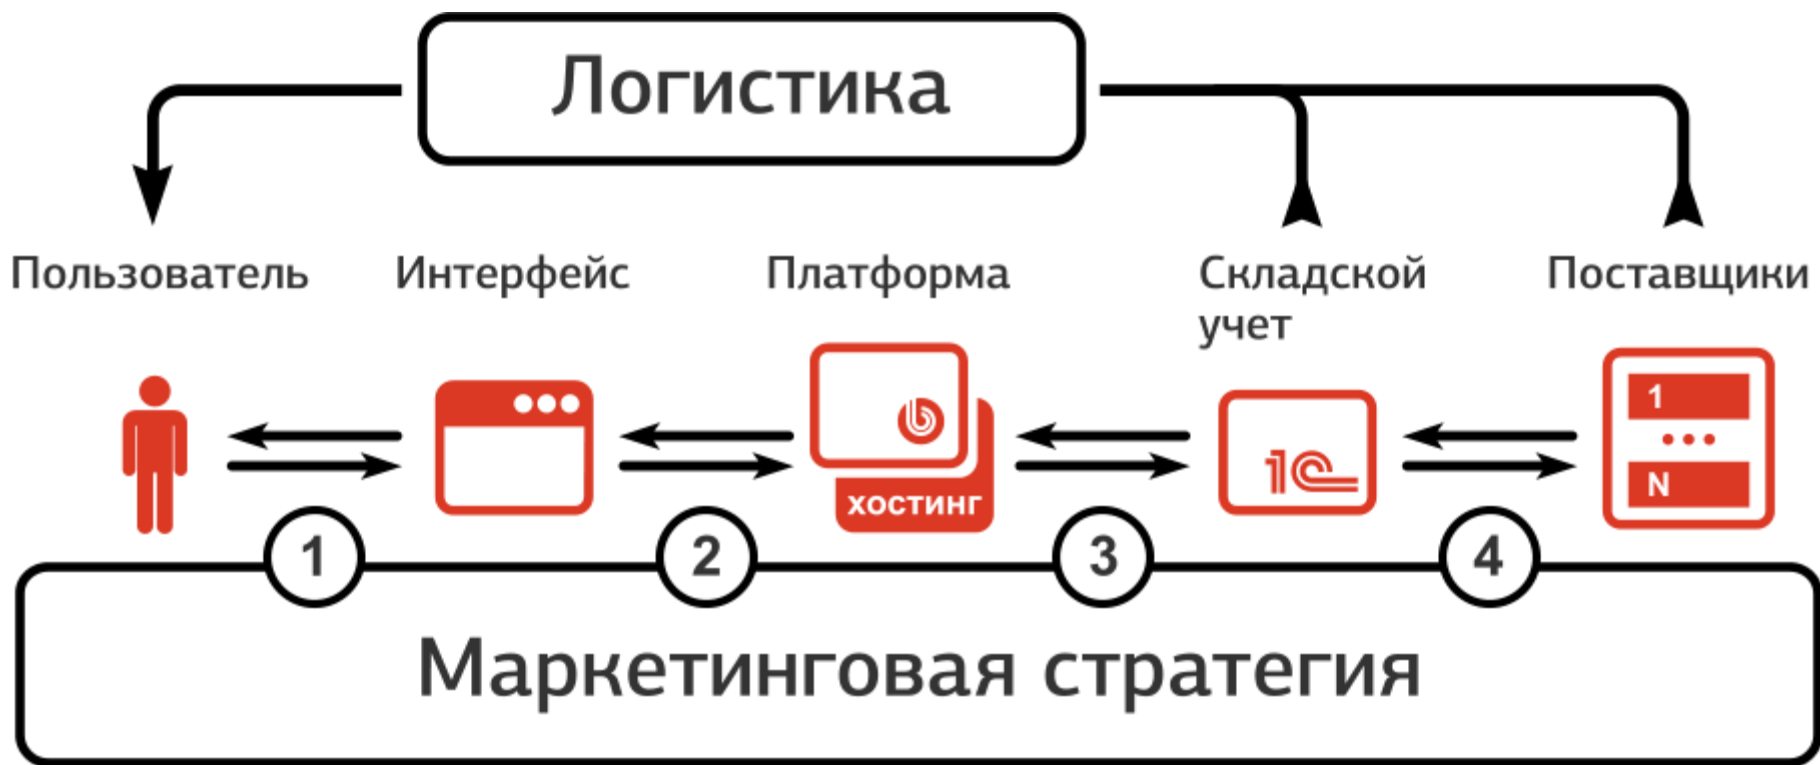 Логистика
Пользователь
Интерфейс
Платформа
Складской
учет
Поставщики
хостинг
1С
1
N
1
2
3
4
Маркетинговая стратегия